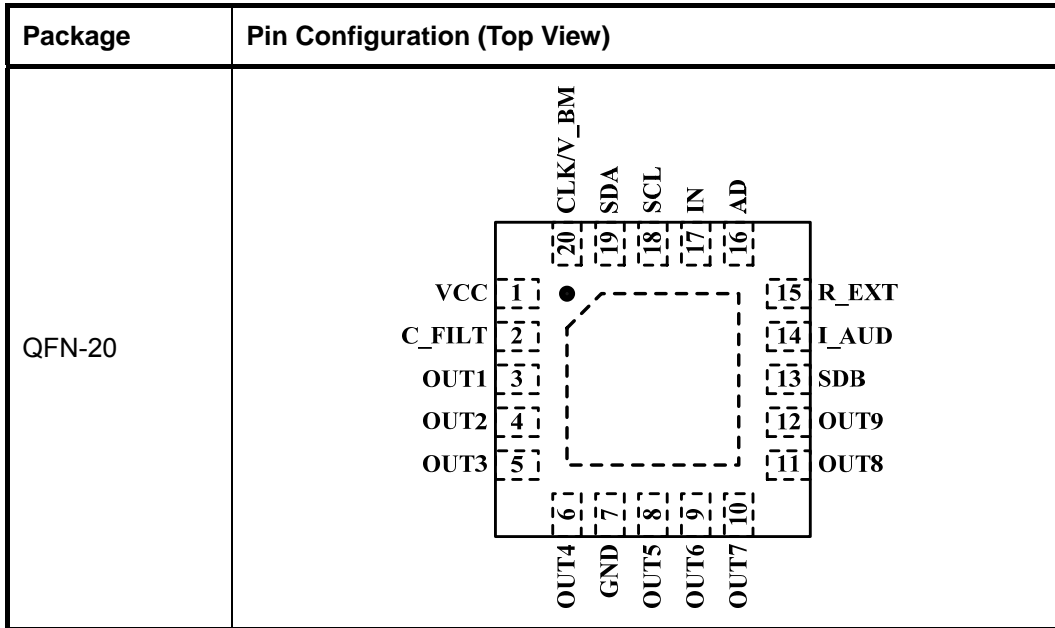 Package
Pin Configuration (Top View)
QFN-20
20 CLK/V_BM
19 SDA
18 SCL
17 IN
16 AD
VCC 1
C_FILT 2
OUT1 3
OUT2 4
OUT3 5
15 R_EXT
14 I_AUD
13 SDB
12 OUT9
11 OUT8
OUT4 6
GND 7
OUT5 8
OUT6 9
OUT7 10